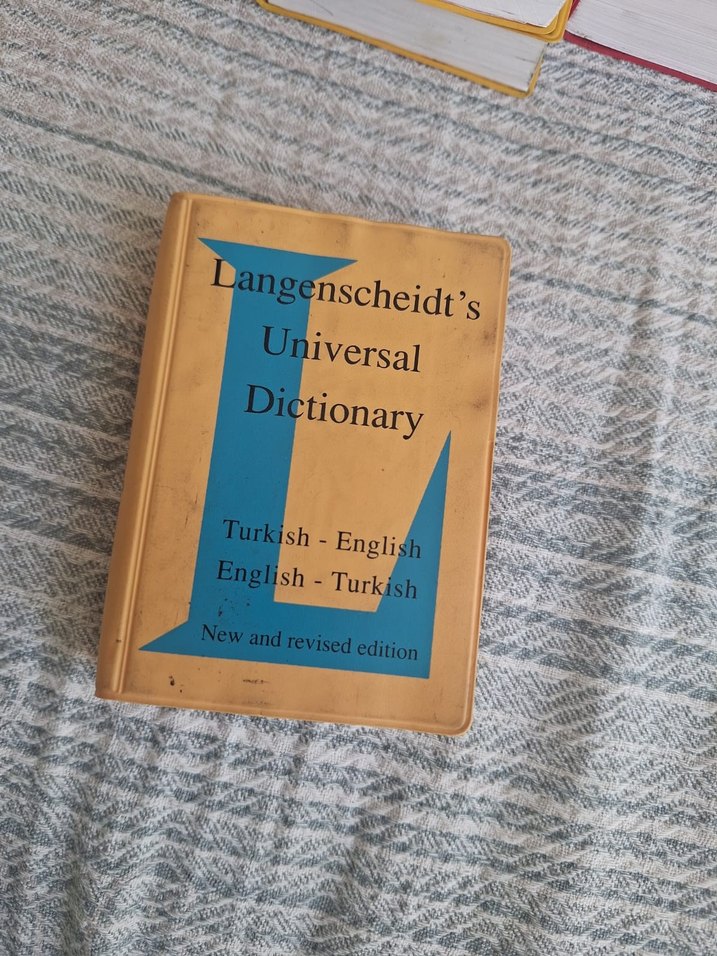 Langenscheidt's
Universal
Dictionary
Turkish - English
English - Turkish
New and revised edition